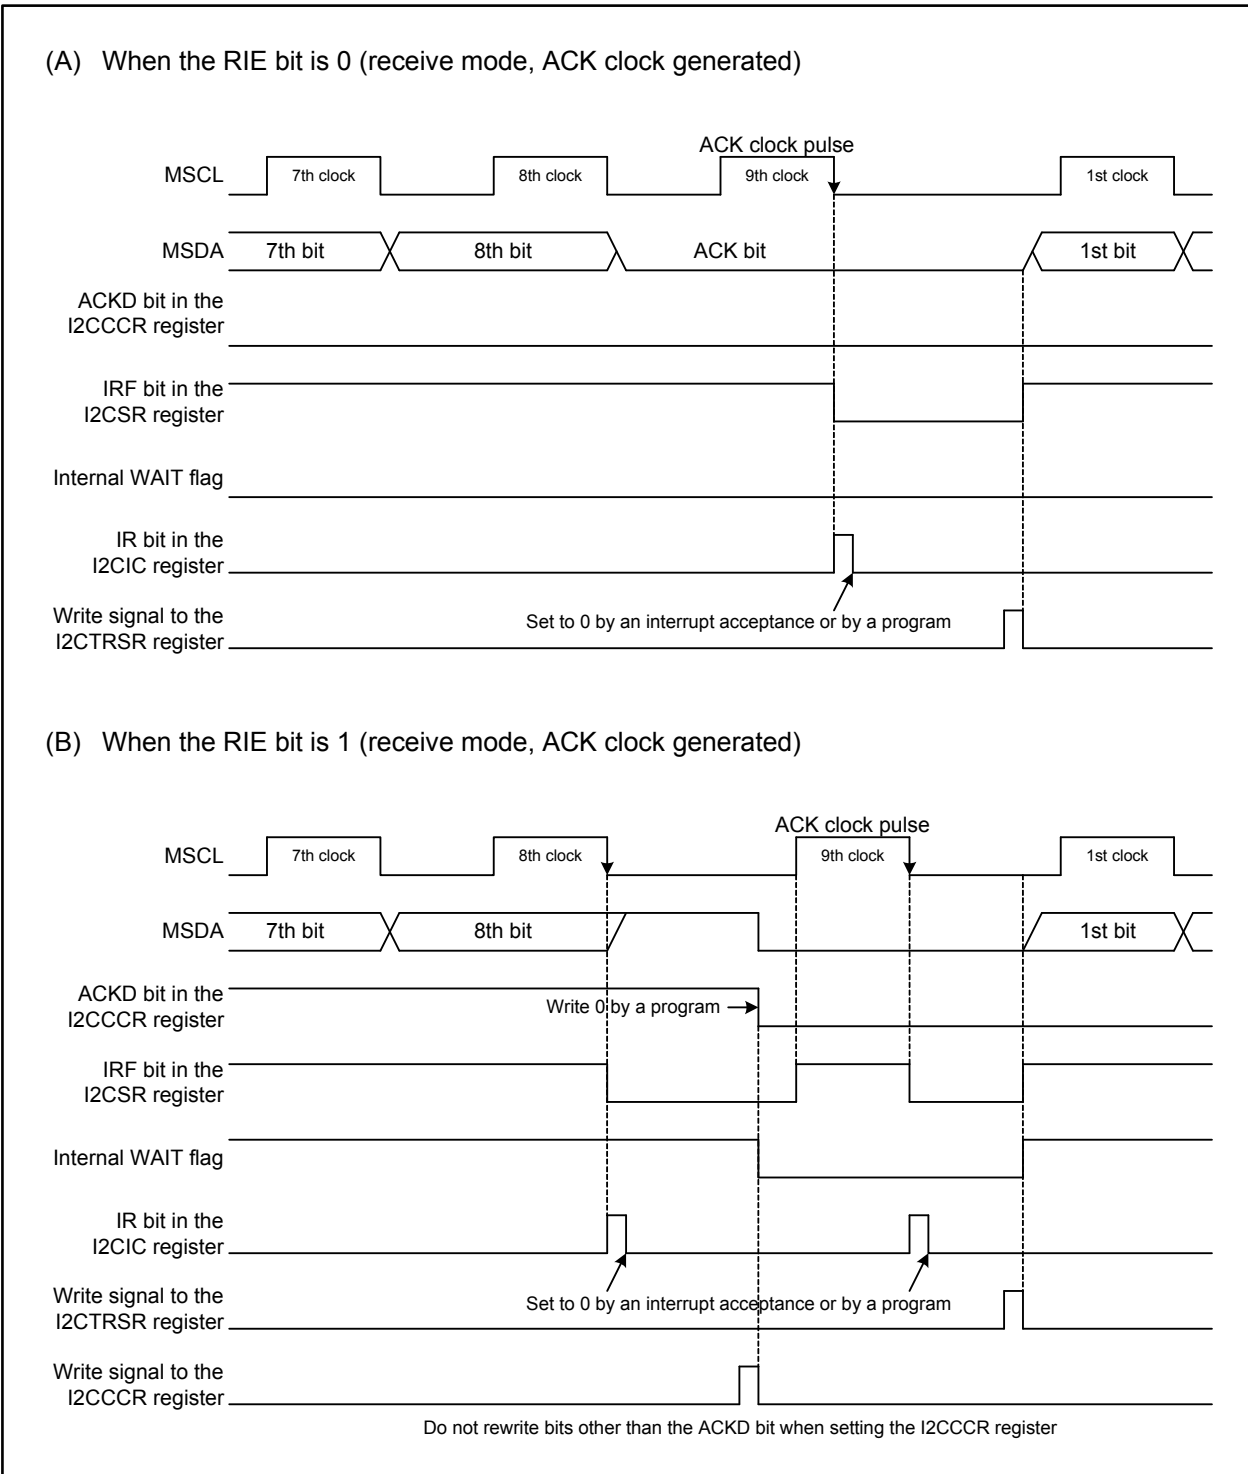 (A) When the RIE bit is 0 (receive mode, ACK clock generated)
ACK clock pulse
MSCL
7th clock
8th clock
9th clock
1st clock
MSDA
7th bit
8th bit
ACK bit
1st bit
ACKD bit in the
I2CCCR register
IRF bit in the
I2CSR register
Internal WAIT flag
IR bit in the
I2CIC register
Set to 0 by an interrupt acceptance or by a program
Write signal to the
I2CTRSR register
(B) When the RIE bit is 1 (receive mode, ACK clock generated)
ACK clock pulse
MSCL
7th clock
8th clock
9th clock
1st clock
MSDA
7th bit
8th bit
1st bit
ACKD bit in the
I2CCCR register
Write 0 by a program
IRF bit in the
I2CSR register
Internal WAIT flag
IR bit in the
I2CIC register
Set to 0 by an interrupt acceptance or by a program
Write signal to the
I2CTRSR register
Write signal to the
I2CCCR register
Do not rewrite bits other than the ACKD bit when setting the I2CCCR register